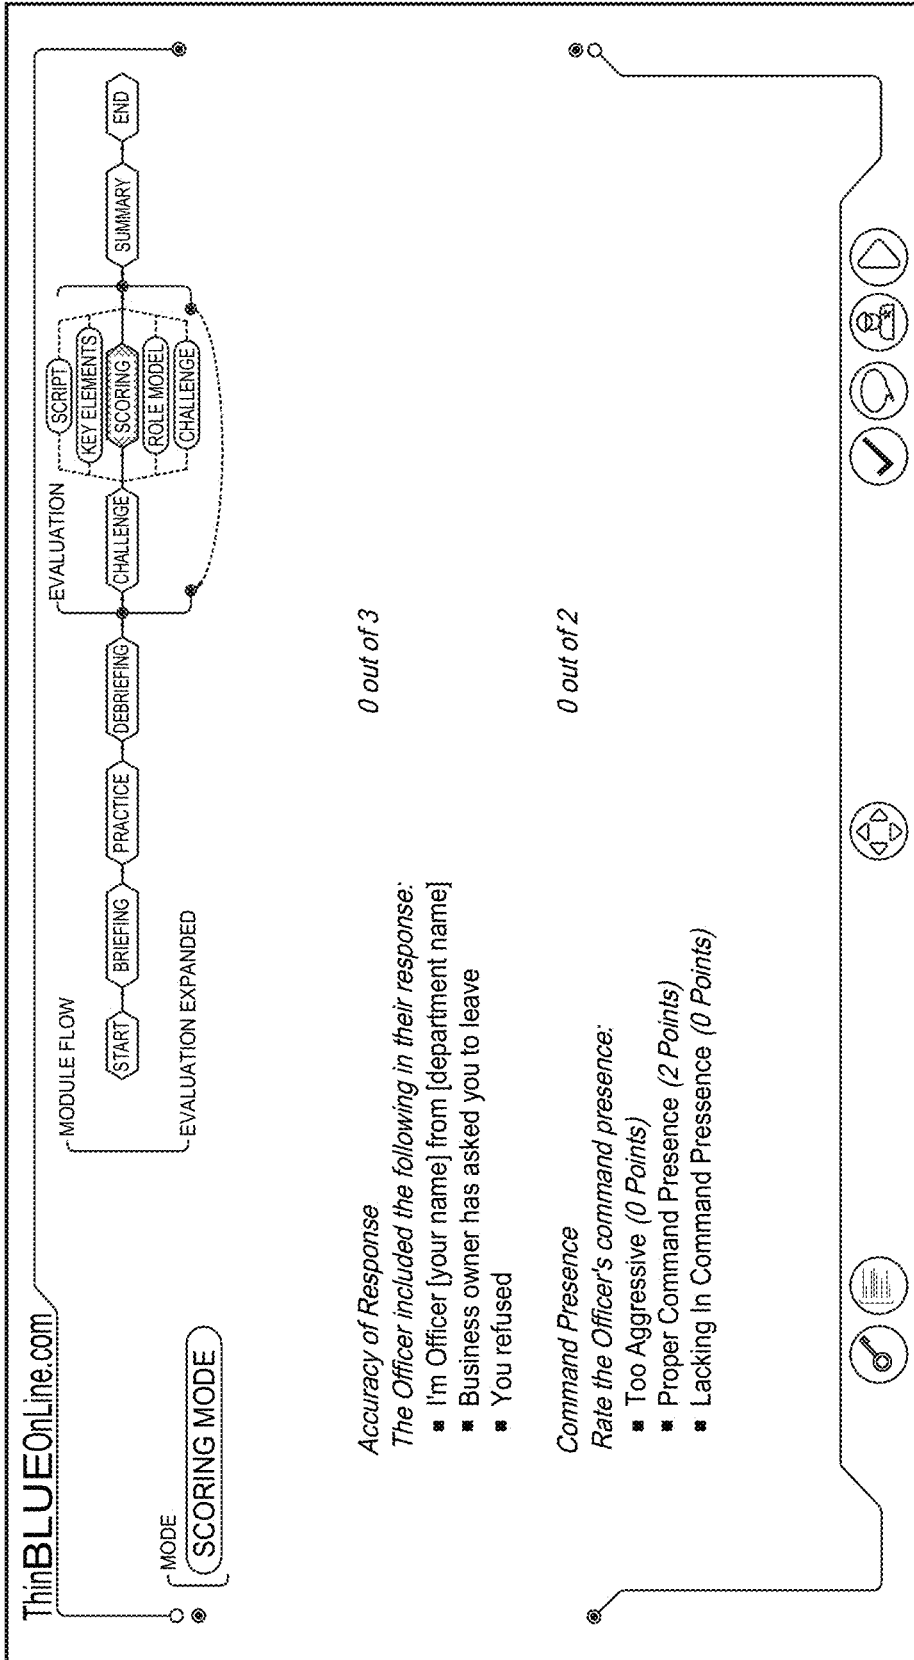 ThinBLUEOnLine.com
MODE
SCORING MODE
MODULE FLOW
START
BRIEFING
PRACTICE
DEBRIEFING
EVALUATION
CHALLENGE
SCRIPT
KEY ELEMENTS
SCORING
ROLE MODEL
CHALLENGE
SUMMARY
END
EVALUATION EXPANDED
Accuracy of Response 0 out of 3
The Officer included the following in their response:
▪ I'm Officer [your name] from [department name]
▪ Business owner has asked you to leave
▪ You refused
Command Presence 0 out of 2
Rate the Officer's command presence:
▪ Too Aggressive (0 Points)
▪ Proper Command Presence (2 Points)
▪ Lacking In Command Pressence (0 Points)